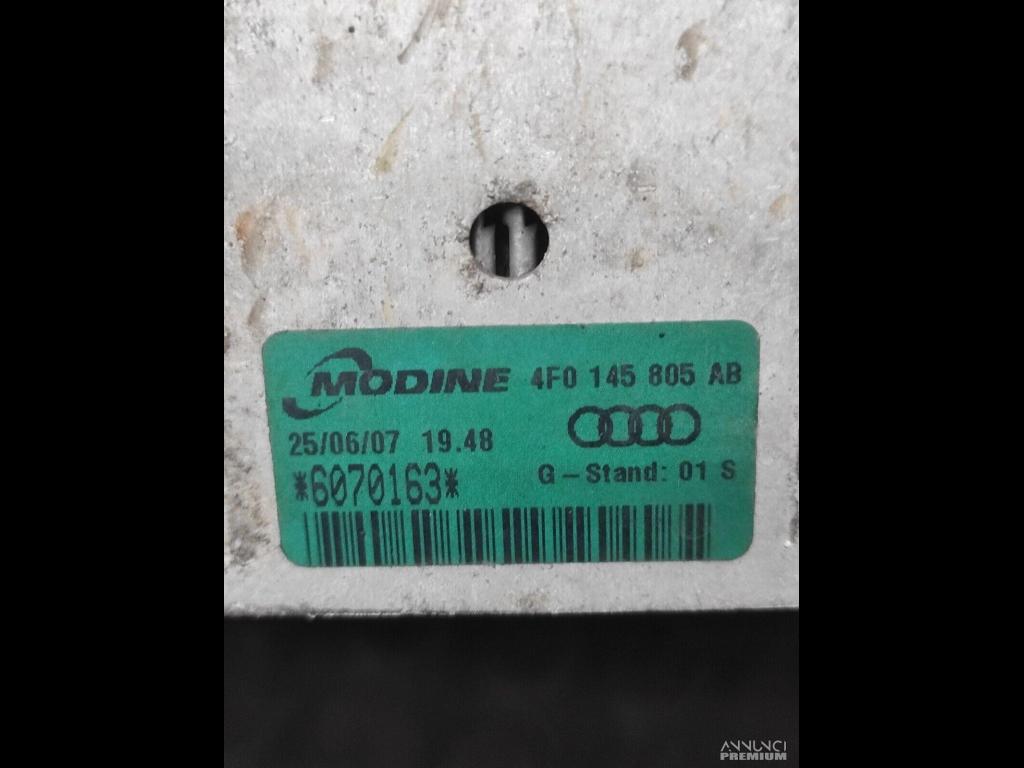 MODINE 4F0 145 805 AB
25/06/07 19.48
*6070163*
G-Stand: 01 S
ANNUNCI
PREMIUM